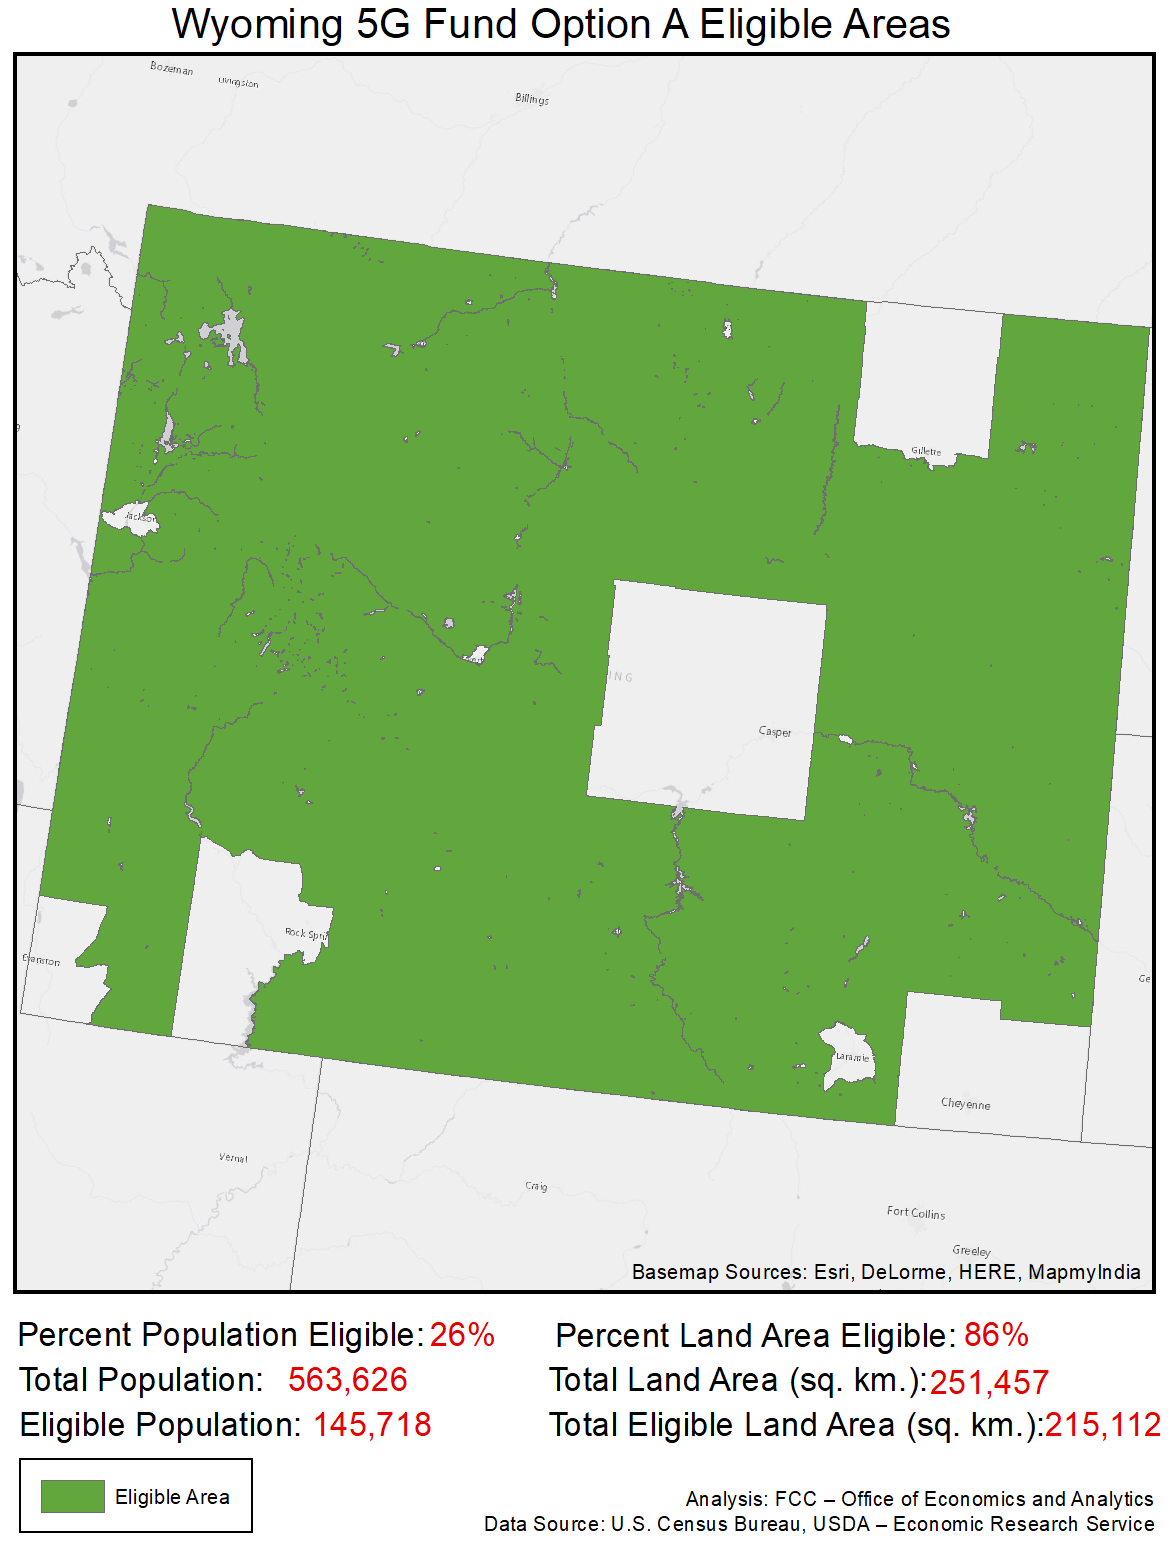 Wyoming 5G Fund Option A Eligible Areas
Bozeman
Livingston
Billings
Gillette
Jackson
ING
Casper
Rock Spri
Evanston
Ge
Laramie
Cheyenne
Vernal
Craig
Fort Collins
Greeley
Basemap Sources: Esri, DeLorme, HERE, MapmyIndia
Percent Population Eligible: 26%
Percent Land Area Eligible: 86%
Total Population: 563,626
Total Land Area (sq. km.): 251,457
Eligible Population: 145,718
Total Eligible Land Area (sq. km.): 215,112
Eligible Area
Analysis: FCC – Office of Economics and Analytics
Data Source: U.S. Census Bureau, USDA – Economic Research Service